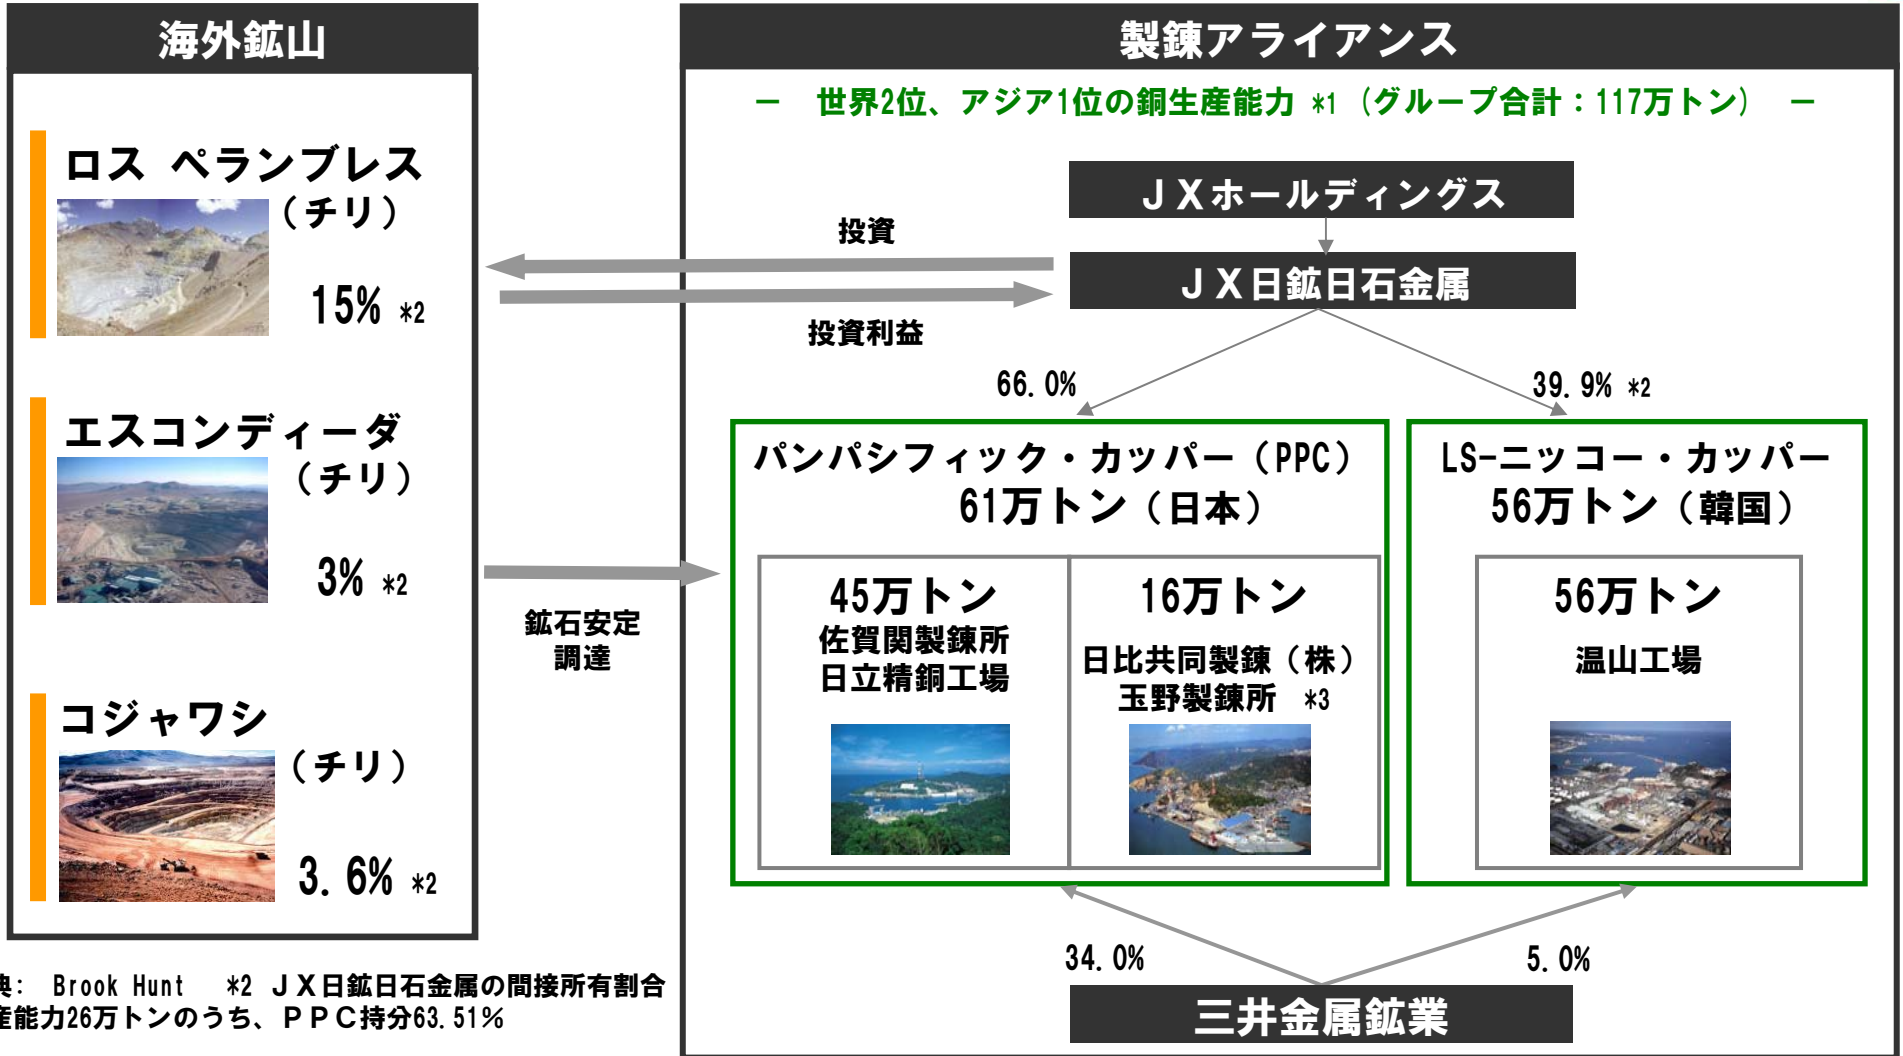 海外鉱山
ロス ペランブレス
（チリ）
15% *2
エスコンディーダ
（チリ）
3% *2
コジャワシ
（チリ）
3.6% *2
投資
投資利益
鉱石安定
調達
製錬アライアンス
－ 世界2位、アジア1位の銅生産能力 *1 (グループ合計：117万トン) －
ＪＸホールディングス
ＪＸ日鉱日石金属
66.0%
39.9% *2
パンパシフィック・カッパー（PPC）
61万トン（日本）
45万トン
佐賀関製錬所
日立精銅工場
16万トン
日比共同製錬（株）
玉野製錬所 *3
LS-ニッコー・カッパー
56万トン（韓国）
56万トン
温山工場
34.0%
5.0%
三井金属鉱業
典: Brook Hunt *2 ＪＸ日鉱日石金属の間接所有割合
産能力26万トンのうち、ＰＰＣ持分63.51％